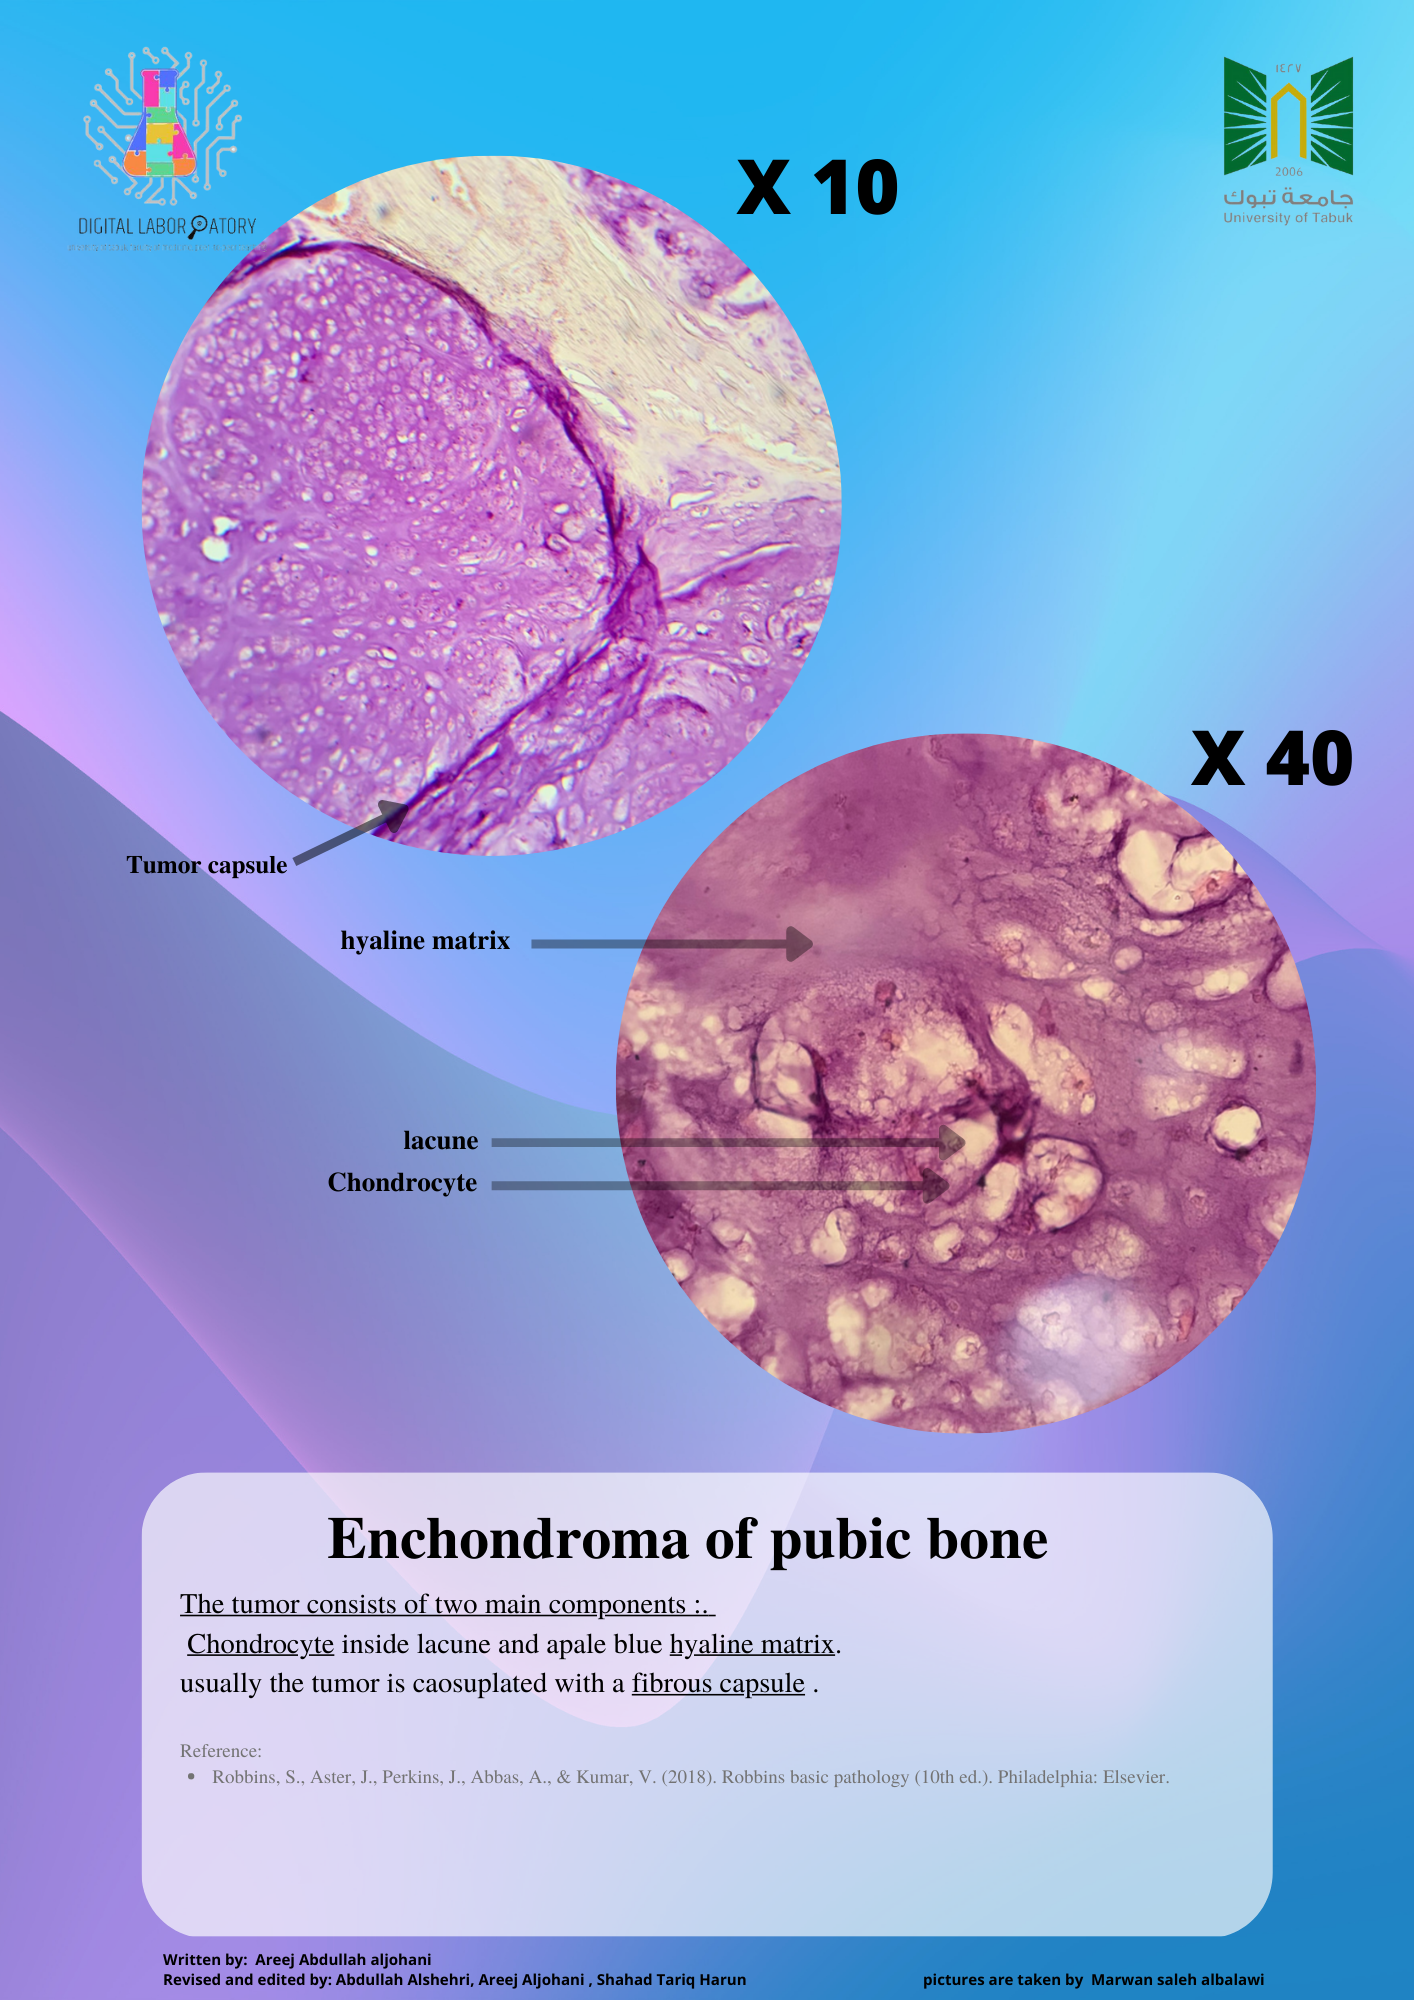 DIGITAL LABORATORY
X 10
١٤٢٧
2006
جامعة تبوك
University of Tabuk
X 40
Tumor capsule
hyaline matrix
lacune
Chondrocyte
Enchondroma of pubic bone
The tumor consists of two main components :.
Chondrocyte inside lacune and apale blue hyaline matrix.
usually the tumor is caosuplated with a fibrous capsule .
Reference:
• Robbins, S., Aster, J., Perkins, J., Abbas, A., & Kumar, V. (2018). Robbins basic pathology (10th ed.). Philadelphia: Elsevier.
Written by: Areej Abdullah aljohani
Revised and edited by: Abdullah Alshehri, Areej Aljohani , Shahad Tariq Harun
pictures are taken by Marwan saleh albalawi